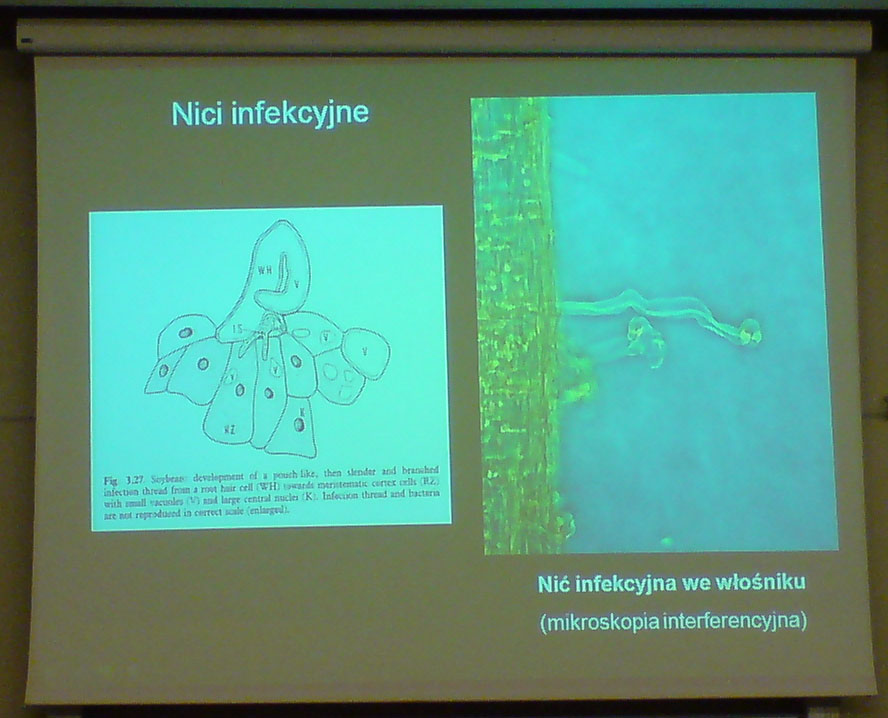 Nici infekcyjne
WH
V
I S
V
V
V
V
K
RZ
Fig. 3.27. Soybean: development of a pouch-like, then slender and branched
infection thread from a root hair cell (WH) towards meristematic cortex cells (RZ)
with small vacuoles (V) and large central nucleus (K). Infection thread and bacteria
are not reproduced in correct scale (enlarged).
Nić infekcyjna we włośniku
(mikroskopia interferencyjna)